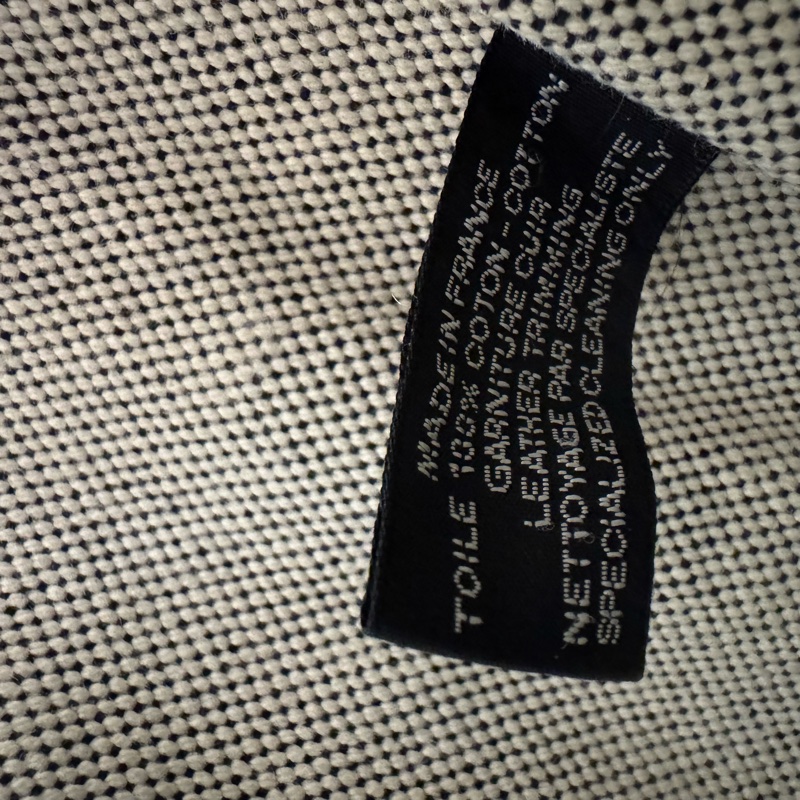 MADE IN FRANCE
TOILE 100% COTON - COTTON
GARNITURE CUIR
LEATHER TRIMMING
NETTOYAGE PAR SPECIALISTE
SPECIALIZED CLEANING ONLY